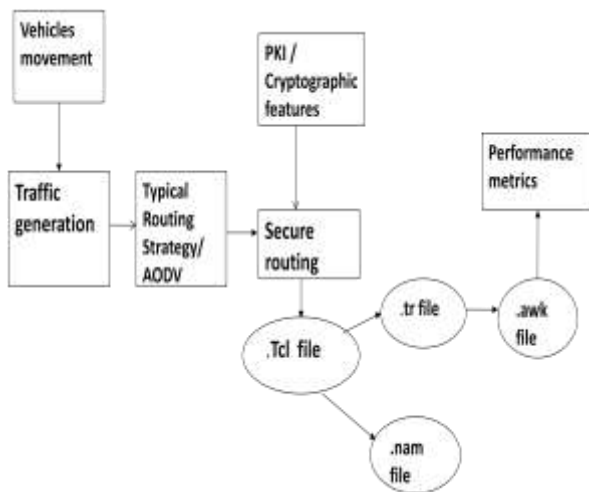 Vehicles
movement
PKI /
Cryptographic
features
Performance
metrics
Traffic
generation
Typical
Routing
Strategy/
AODV
Secure
routing
.Tcl file
.tr file
.awk
file
.nam
file